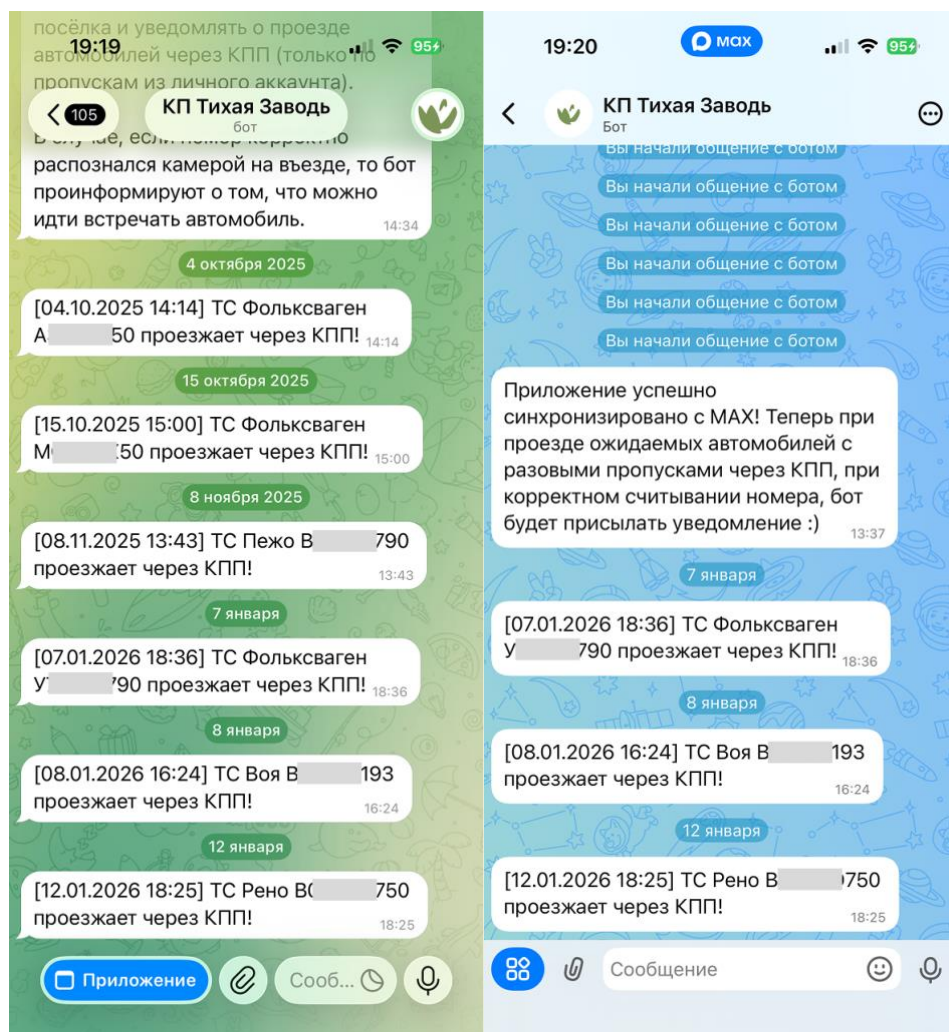 посёлка и уведомлять о проезде
автомобилей через КПП (только по
пропускам из личного аккаунта).
19:19
95
105
КП Тихая Заводь
бот
В случае, если номер корректно
распознался камерой на въезде, то бот
проинформируют о том, что можно
идти встречать автомобиль.
14:34
4 октября 2025
[04.10.2025 14:14] ТС Фольксваген
А 50 проезжает через КПП! 14:14
15 октября 2025
[15.10.2025 15:00] ТС Фольксваген
М 50 проезжает через КПП! 15:00
8 ноября 2025
[08.11.2025 13:43] ТС Пежо В 790
проезжает через КПП!
13:43
7 января
[07.01.2026 18:36] ТС Фольксваген
У 790 проезжает через КПП! 18:36
8 января
[08.01.2026 16:24] ТС Воя В 193
проезжает через КПП!
16:24
12 января
[12.01.2026 18:25] ТС Рено В 750
проезжает через КПП!
18:25
Приложение
Сооб...
19:20
мах
95
КП Тихая Заводь
Бот
Вы начали общение с ботом
Вы начали общение с ботом
Вы начали общение с ботом
Вы начали общение с ботом
Вы начали общение с ботом
Вы начали общение с ботом
Приложение успешно
синхронизировано с MAX! Теперь при
проезде ожидаемых автомобилей с
разовыми пропусками через КПП, при
корректном считывании номера, бот
будет присылать уведомление :)
13:37
7 января
[07.01.2026 18:36] ТС Фольксваген
У 790 проезжает через КПП! 18:36
8 января
[08.01.2026 16:24] ТС Воя В 193
проезжает через КПП!
16:24
12 января
[12.01.2026 18:25] ТС Рено В 750
проезжает через КПП!
18:25
Сообщение